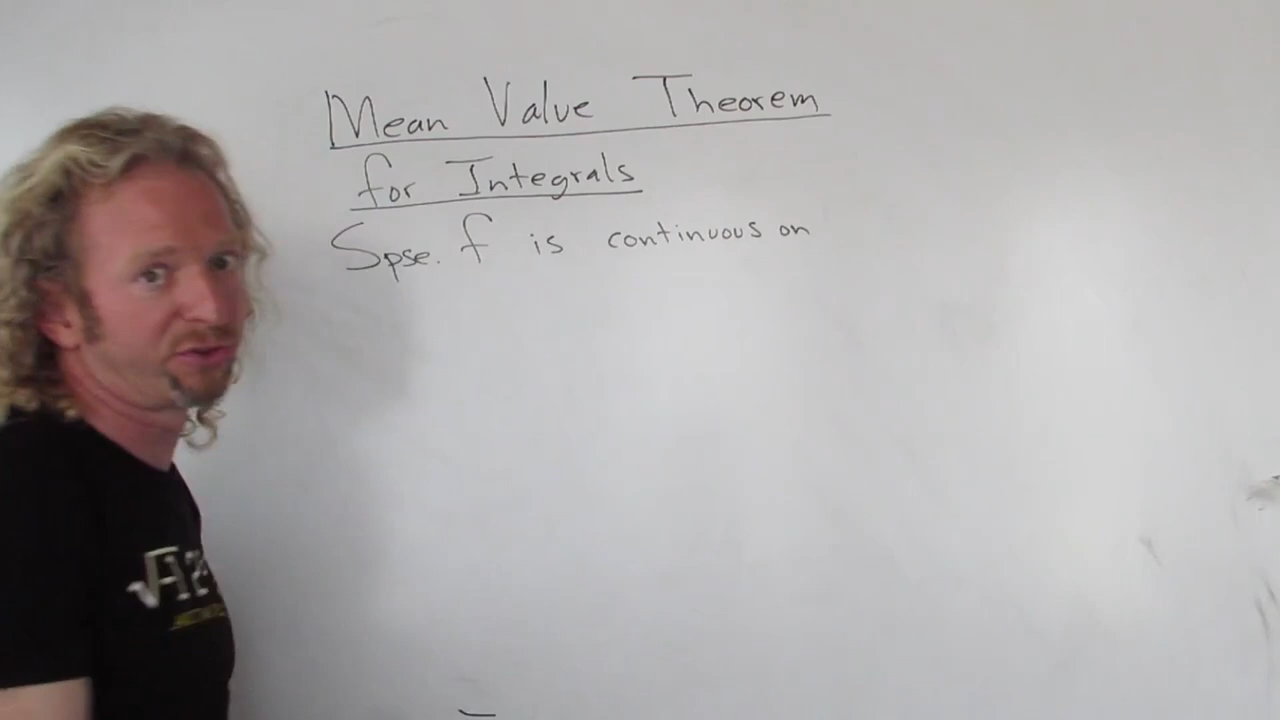 Mean Value Theorem
for Integrals
Spse. f is continuous on